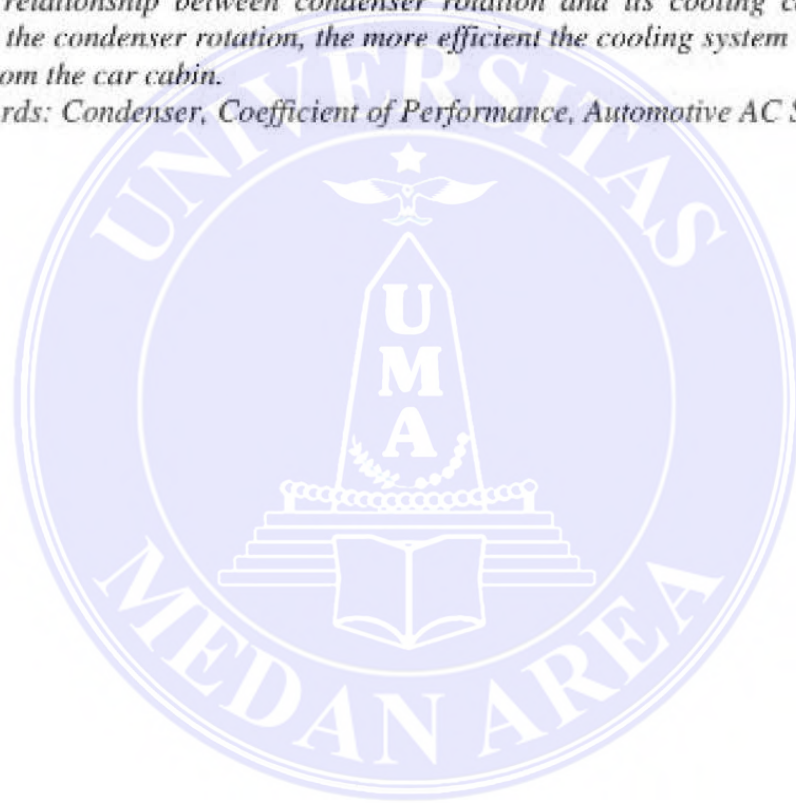 relationship between condenser rotation and its cooling
the condenser rotation, the more efficient the cooling system
om the car cabin.
rds: Condenser, Coefficient of Performance, Automotive AC S
UNIVERSITAS
UMA
MEDAN AREA